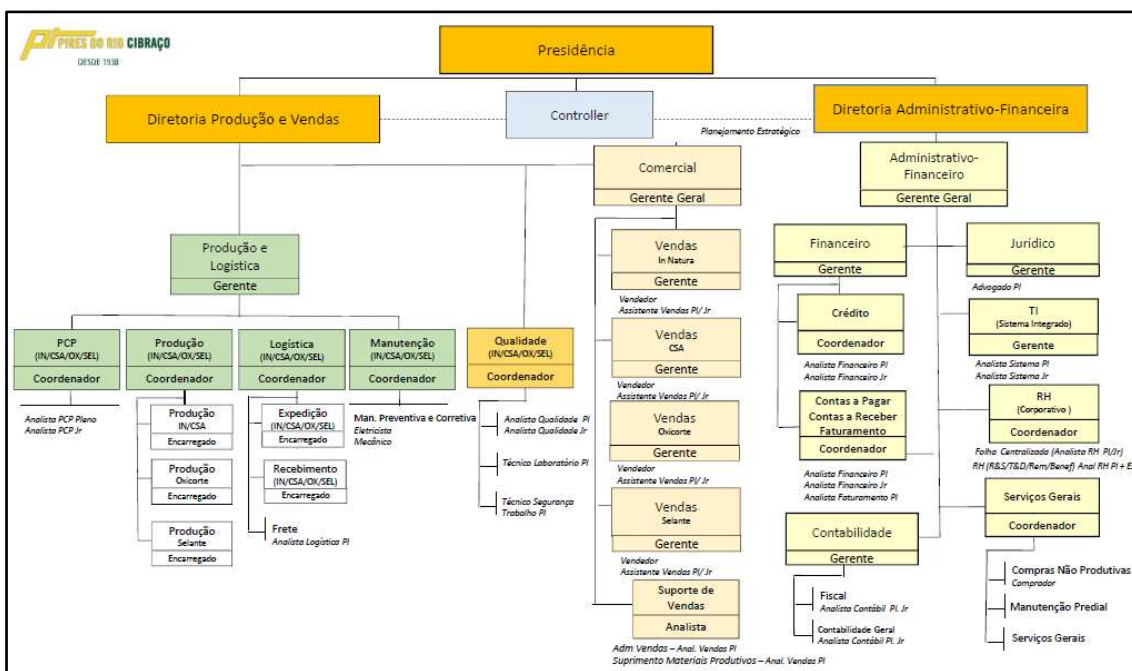 PIRES DO RIO CIBRAÇO
DESDE 1938
Presidência
Diretoria Produção e Vendas
Controller
Diretoria Administrativo-Financeira
Planejamento Estratégico
Comercial
Gerente Geral
Administrativo-
Financeiro
Gerente Geral
Produção e
Logística
Gerente
PCP
(IN/CSA/OX/SEL)
Coordenador
Analista PCP Pleno
Analista PCP Jr
Produção
(IN/CSA/OX/SEL)
Coordenador
Produção
IN/CSA
Encarregado
Produção
Oxicorte
Encarregado
Produção
Selante
Encarregado
Logística
(IN/CSA/OX/SEL)
Coordenador
Expedição
(IN/CSA/OX/SEL)
Encarregado
Recebimento
(IN/CSA/OX/SEL)
Encarregado
Frete
Analista Logística Pl
Manutenção
(IN/CSA/OX/SEL)
Coordenador
Man. Preventiva e Corretiva
Eletricista
Mecânico
Qualidade
(IN/CSA/OX/SEL)
Coordenador
Analista Qualidade Pl
Analista Qualidade Jr
Técnico Laboratório Pl
Técnico Segurança
Trabalho Pl
Vendas
In Natura
Gerente
Vendedor
Assistente Vendas Pl/ Jr
Vendas
CSA
Gerente
Vendedor
Assistente Vendas Pl/ Jr
Vendas
Oxicorte
Gerente
Vendedor
Assistente Vendas Pl/ Jr
Vendas
Selante
Gerente
Vendedor
Assistente Vendas Pl/ Jr
Suporte de
Vendas
Analista
Adm Vendas – Anal. Vendas Pl
Suprimento Materiais Produtivos – Anal. Vendas Pl
Financeiro
Gerente
Crédito
Coordenador
Analista Financeiro Pl
Analista Financeiro Jr
Contas a Pagar
Contas a Receber
Faturamento
Coordenador
Analista Financeiro Pl
Analista Financeiro Jr
Analista Faturamento Pl
Contabilidade
Gerente
Fiscal
Analista Contábil Pl. Jr
Contabilidade Geral
Analista Contábil Pl. Jr
Jurídico
Gerente
Advogado Pl
TI
(Sistema Integrado)
Gerente
Analista Sistema Pl
Analista Sistema Jr
RH
(Corporativo )
Coordenador
Folha Centralizada (Analista RH Pl/Jr)
RH (R&S/T&D/Rem/Benef) Anal RH Pl + E
Serviços Gerais
Coordenador
Compras Não Produtivas
Comprador
Manutenção Predial
Serviços Gerais